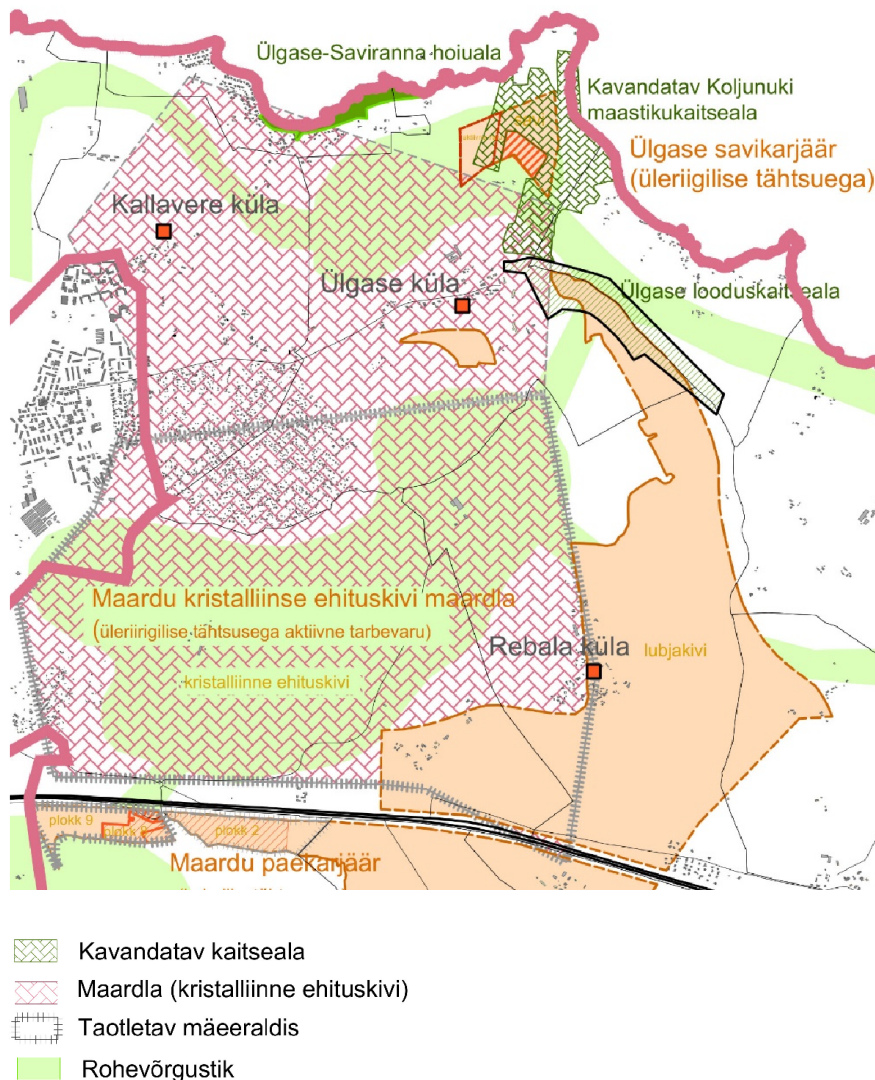 Ülgase-Saviranna hoiuala
Kavandatav Koljunuki
maastikukaitseala
Ülgase savikarjäär
(üleriigilise tähtsuega)
Kallavere küla
Ülgase küla
Ülgase looduskaitseala
Maardu kristalliinse ehituskivi maardla
(üleriirigilise tähtsusega aktiivne tarbevaru)
Rebala küla
lubjakivi
kristalliinne ehituskivi
plokk 9
plokk 2
Maardu paekarjäär
Kavandatav kaitseala
Maardla (kristalliinne ehituskivi)
Taotletav mäeeraldis
Rohevõrgustik